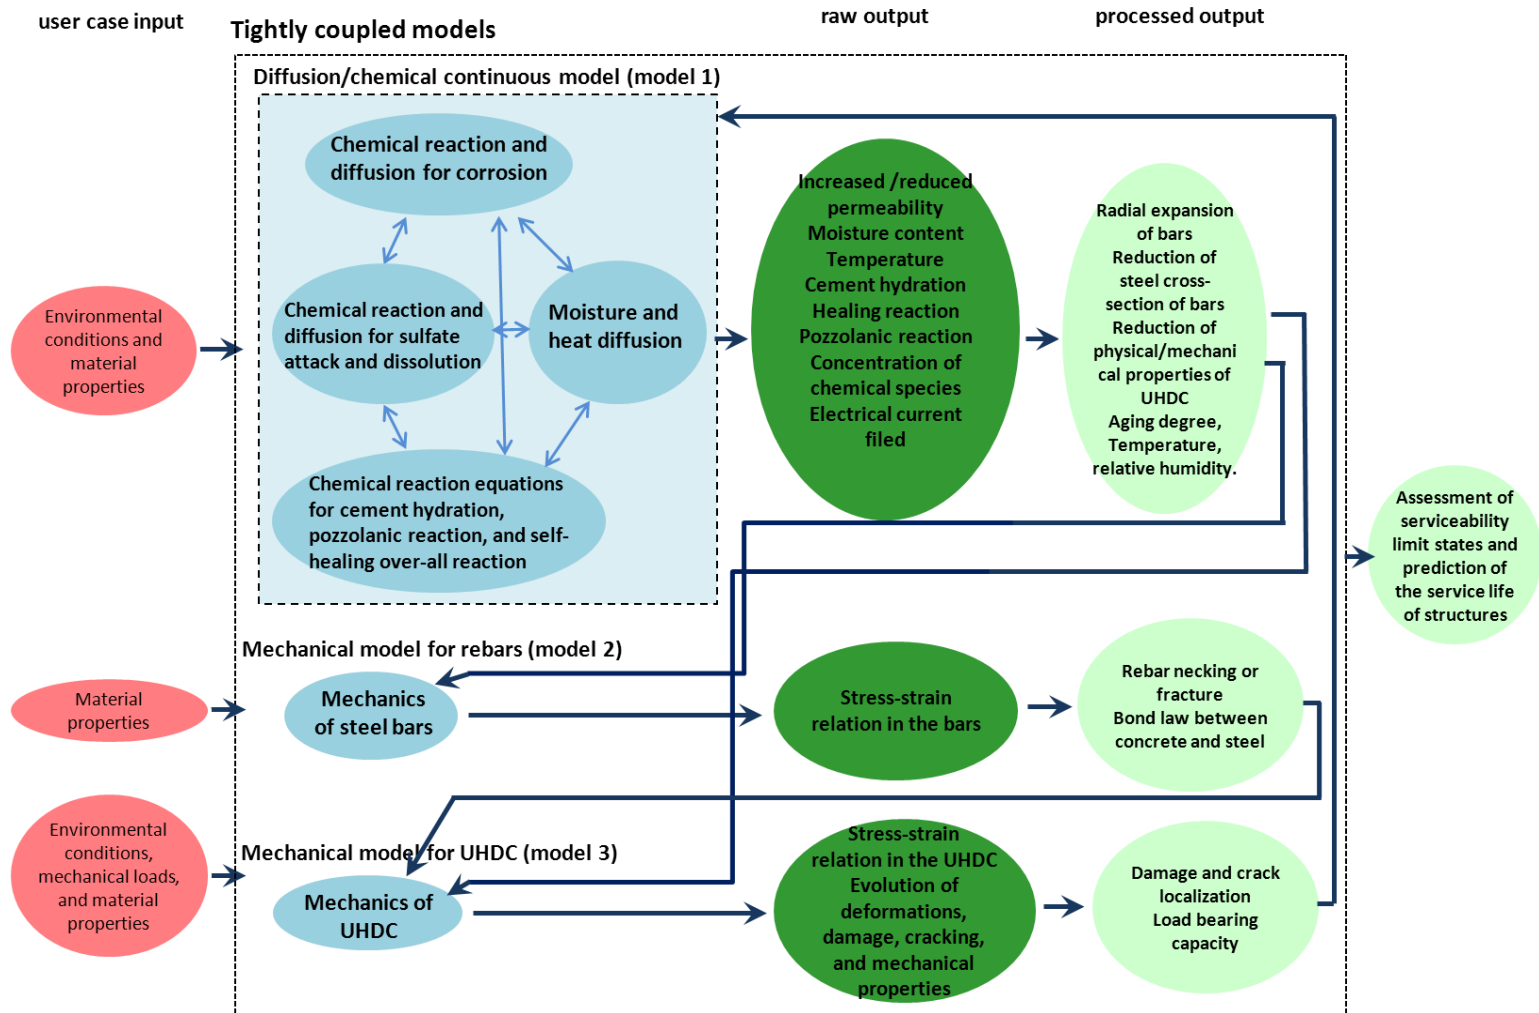 user case input
Tightly coupled models
raw output
processed output
Diffusion/chemical continuous model (model 1)
Chemical reaction and
diffusion for corrosion
Chemical reaction and
diffusion for sulfate
attack and dissolution
Moisture and
heat diffusion
Chemical reaction equations
for cement hydration,
pozzolanic reaction, and self-
healing over-all reaction
Environmental
conditions and
material
properties
Increased /reduced
permeability
Moisture content
Temperature
Cement hydration
Healing reaction
Pozzolanic reaction
Concentration of
chemical species
Electrical current
filed
Radial expansion
of bars
Reduction of
steel cross-
section of bars
Reduction of
physical/mechani
cal properties of
UHDC
Aging degree,
Temperature,
relative humidity.
Assessment of
serviceability
limit states and
prediction of
the service life
of structures
Mechanical model for rebars (model 2)
Material
properties
Mechanics
of steel bars
Stress-strain
relation in the bars
Rebar necking or
fracture
Bond law between
concrete and steel
Mechanical model for UHDC (model 3)
Environmental
conditions,
mechanical loads,
and material
properties
Mechanics of
UHDC
Stress-strain
relation in the UHDC
Evolution of
deformations,
damage, cracking,
and mechanical
properties
Damage and crack
localization
Load bearing
capacity